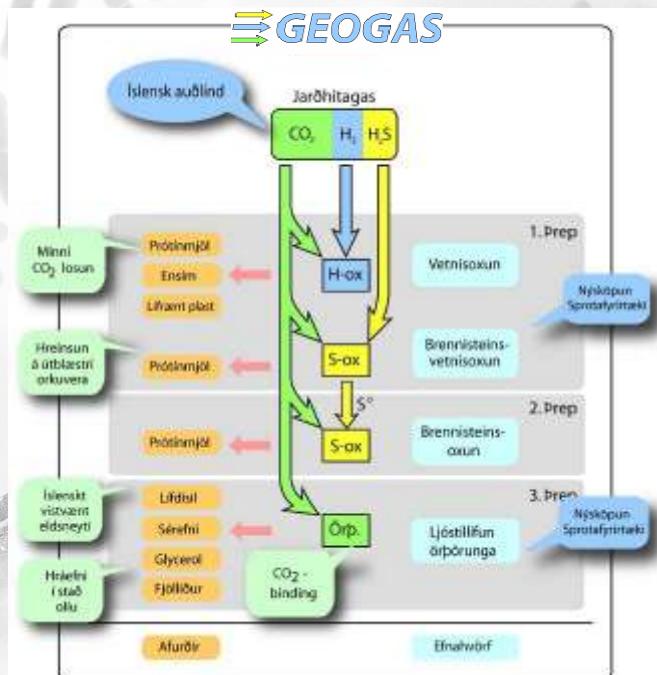 GEOGAS
Íslensk auðlind
Jarðhitagas
CO₂
H₂
H₂S
1. Þrep
Minni
CO₂ losun
Prótínmjöl
Ensím
Lífrænt plast
H-ox
Vetnisoxun
Nýsköpun
Sprotafyrirtæki
Hreinsun
á útblæstri
orkuvera
Prótínmjöl
S-ox
Brennisteins-
vetnisoxun
S°
2. Þrep
Prótínmjöl
S-ox
Brennisteins-
oxun
3. Þrep
Íslenskt
vistvænt
eldsneyti
Lífdísil
Sérefni
Glycerol
Fjölliður
Örþ.
Ljóstillífun
örþörunga
Nýsköpun
Sprotafyrirtæki
Hráefni
í stað
olíu
CO₂ -
binding
Afurðir
Efnahvörf